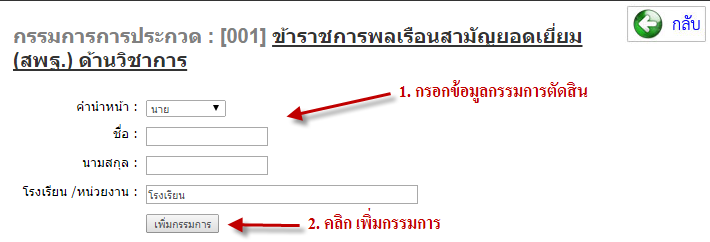 กลับ
กรรมการการประกวด : [001] ข้าราชการพลเรือนสามัญยอดเยี่ยม
(สพฐ.) ด้านวิชาการ
1. กรอกข้อมูลกรรมการตัดสิน
คำนำหน้า : นาย
ชื่อ :
นามสกุล :
โรงเรียน /หน่วยงาน : โรงเรียน
เพิ่มกรรมการ 2. คลิก เพิ่มกรรมการ